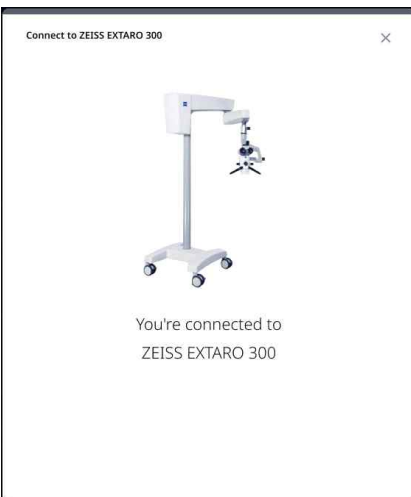 Connect to ZEISS EXTARO 300
You're connected to
ZEISS EXTARO 300